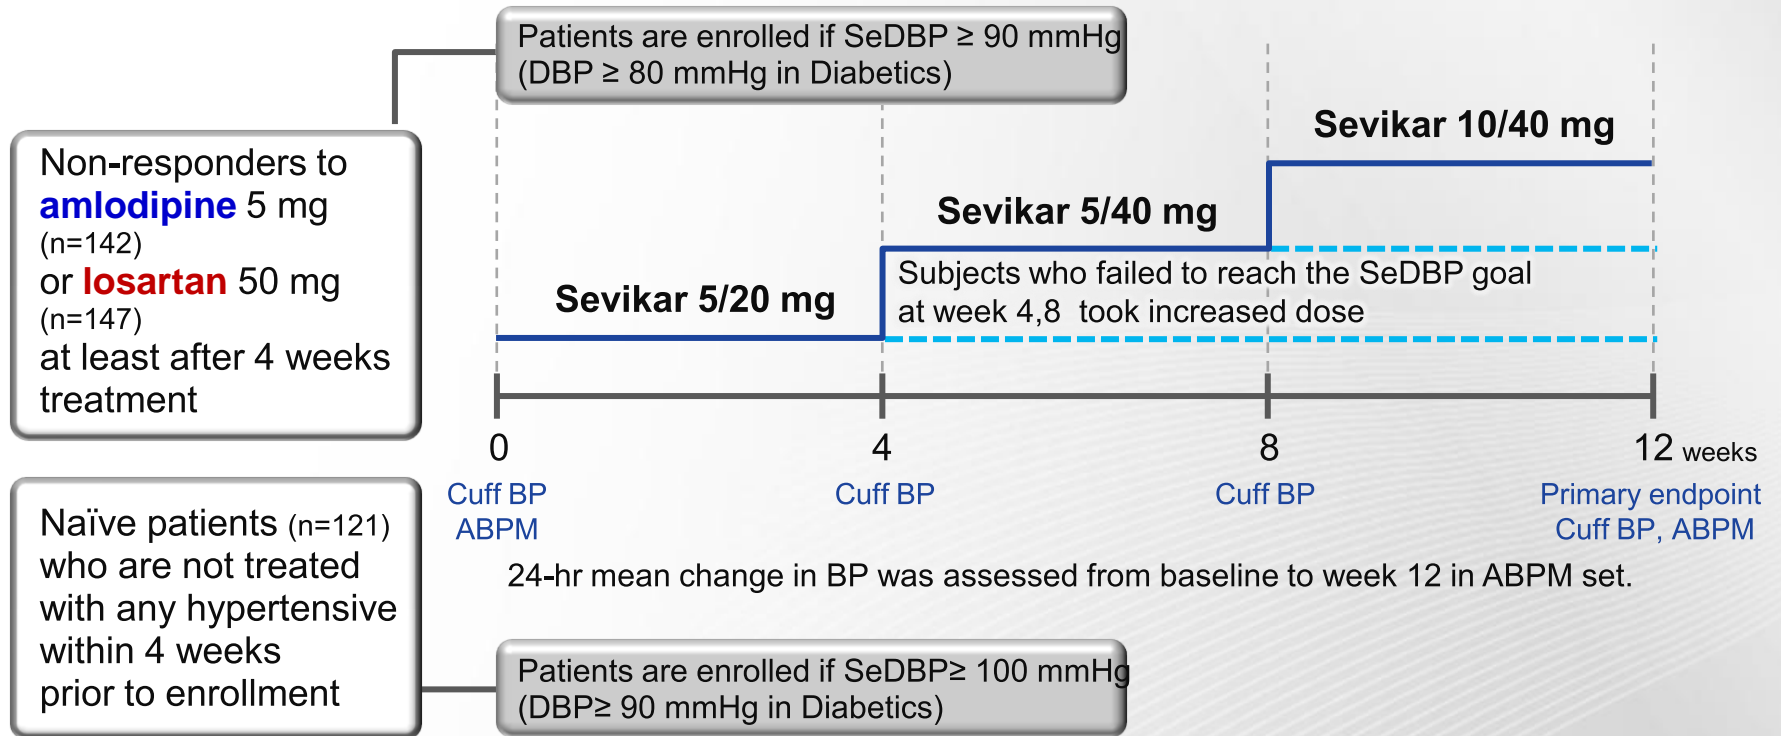 Patients are enrolled if SeDBP ≥ 90 mmHg
(DBP ≥ 80 mmHg in Diabetics)
Non-responders to
amlodipine 5 mg
(n=142)
or losartan 50 mg
(n=147)
at least after 4 weeks
treatment
Sevikar 10/40 mg
Sevikar 5/40 mg
Sevikar 5/20 mg
Subjects who failed to reach the SeDBP goal
at week 4,8 took increased dose
0 4 8 12 weeks
Cuff BP Cuff BP Cuff BP Primary endpoint
ABPM Cuff BP, ABPM
24-hr mean change in BP was assessed from baseline to week 12 in ABPM set.
Naïve patients (n=121)
who are not treated
with any hypertensive
within 4 weeks
prior to enrollment
Patients are enrolled if SeDBP≥ 100 mmHg
(DBP≥ 90 mmHg in Diabetics)